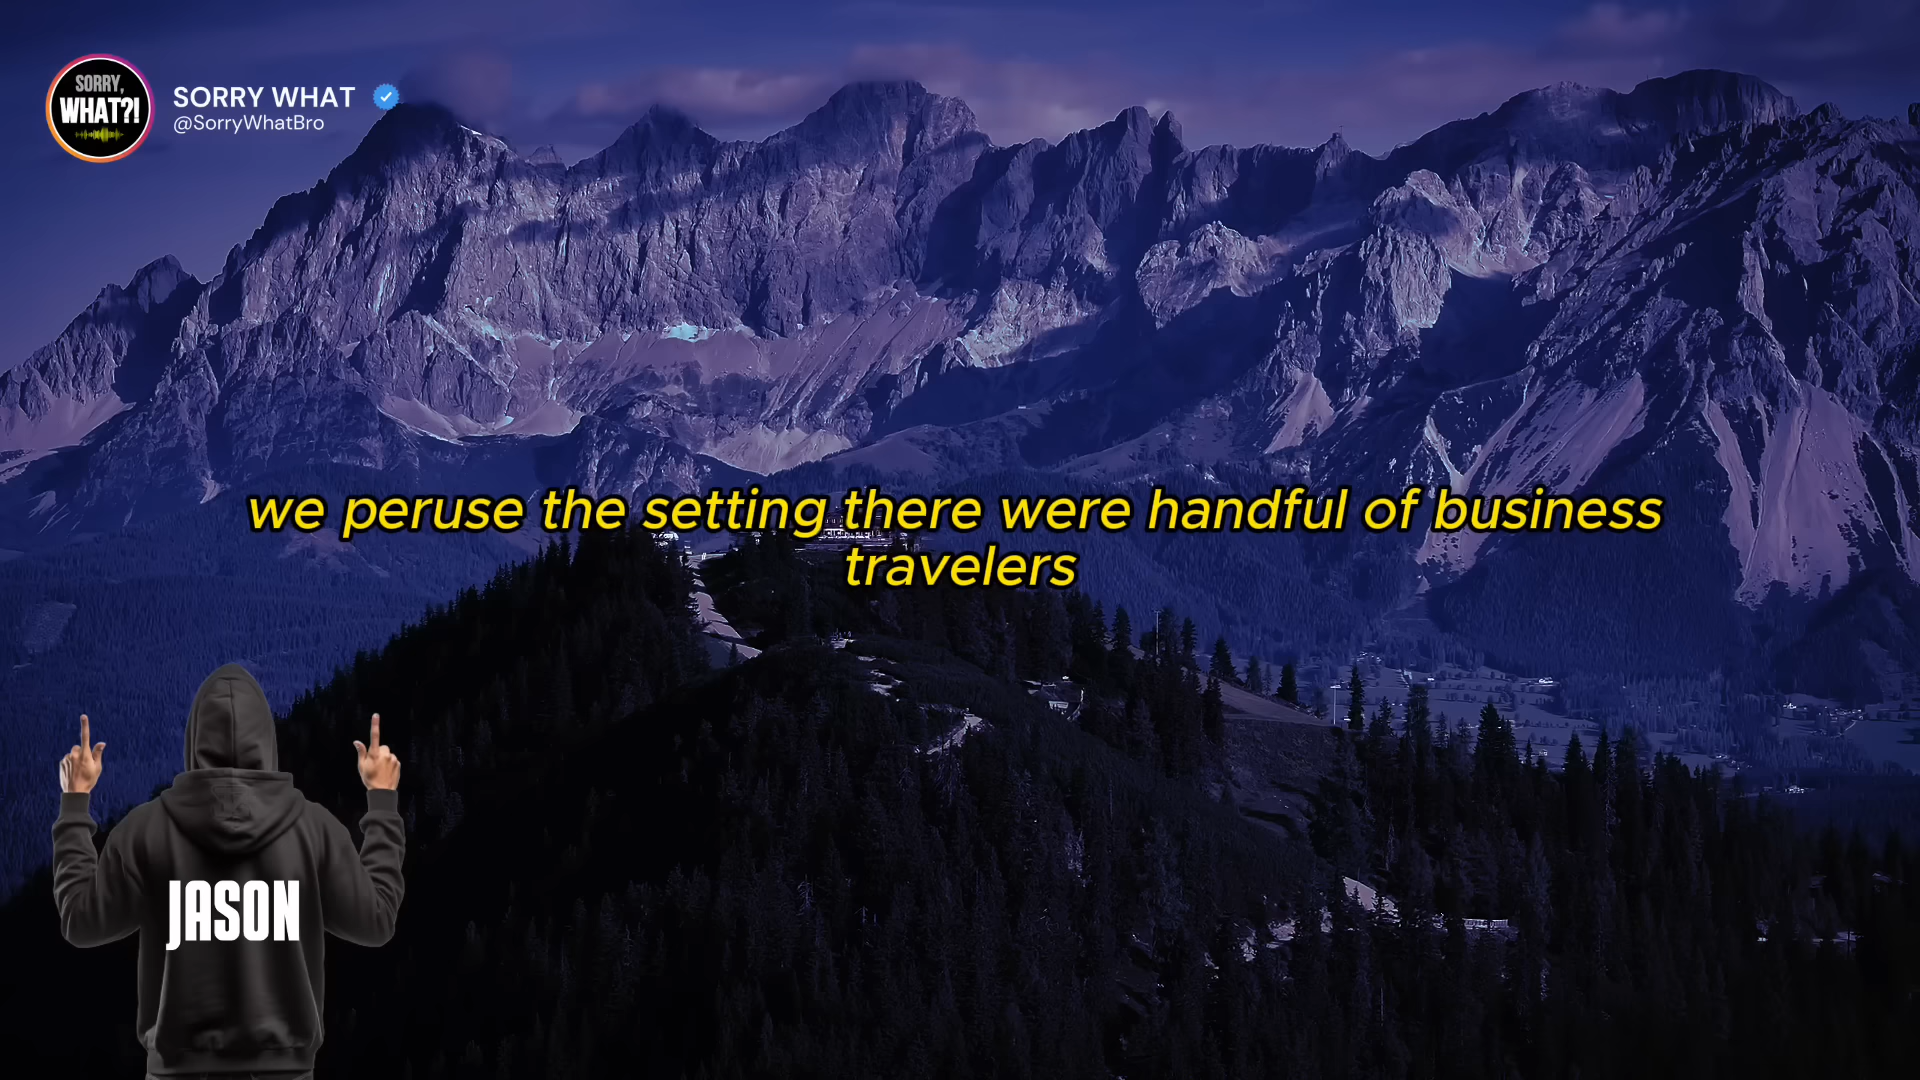 SORRY,
WHAT?!
SORRY WHAT
@SorryWhatBro
we peruse the setting there were handful of business
travelers
JASON